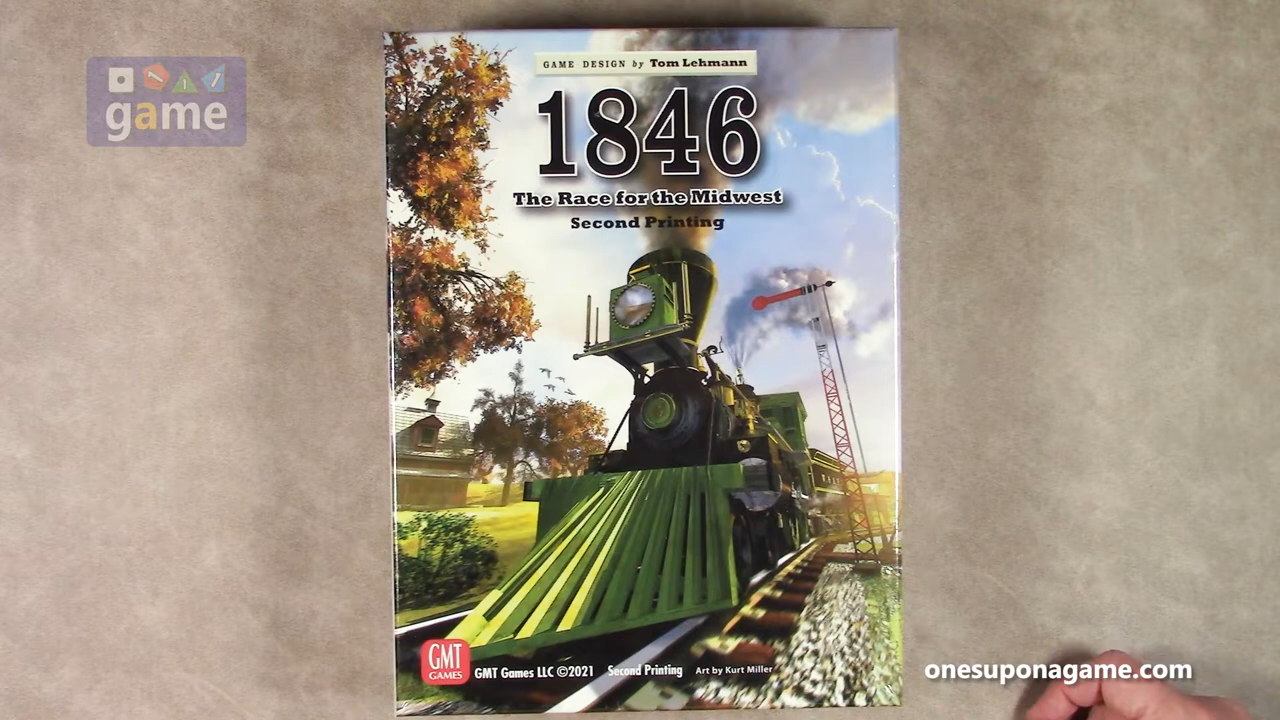 game
GAME DESIGN by Tom Lehmann
1846
The Race for the Midwest
Second Printing
GMT
GAMES
GMT Games LLC ©2021 Second Printing Art by Kurt Miller
onesuponagame.com